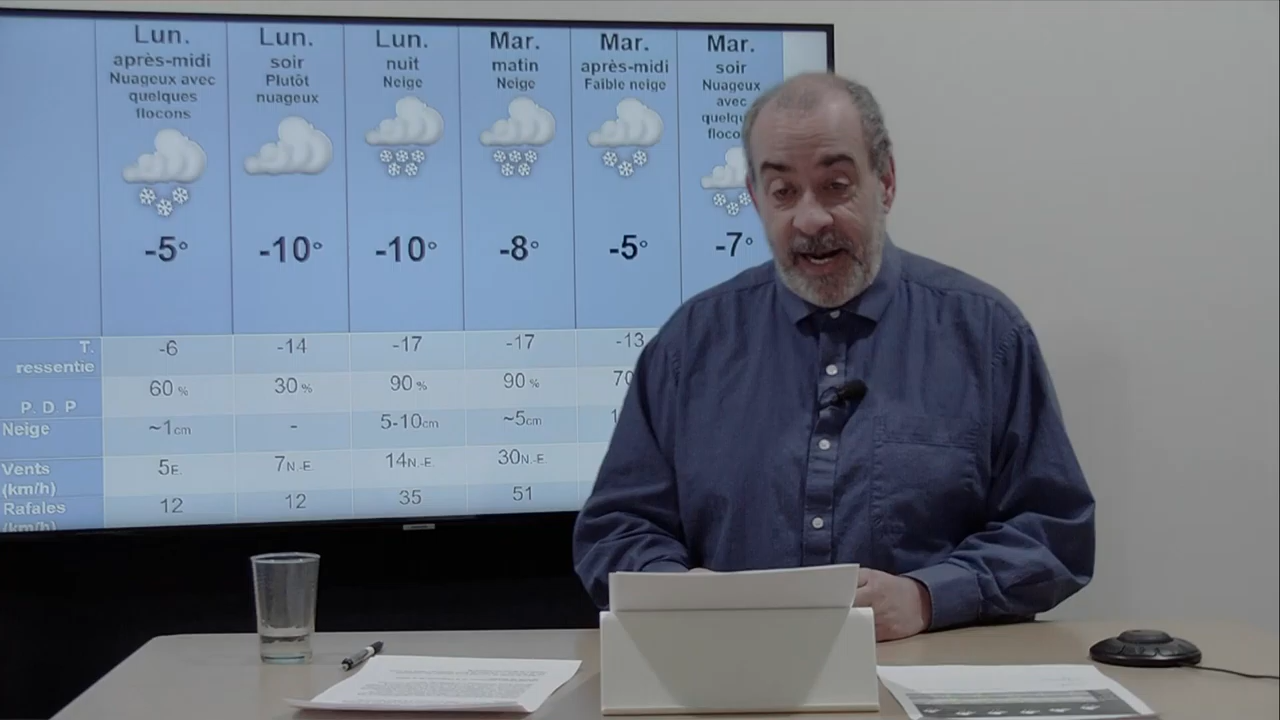 Lun.
après-midi
Nuageux avec
quelques
flocons
-5°
Lun.
soir
Plutôt
nuageux
-10°
Lun.
nuit
Neige
-10°
Mar.
matin
Neige
-8°
Mar.
après-midi
Faible neige
-5°
Mar.
soir
Nuageux
avec
-7°
T.
ressentie
-6 -14 -17 -17 -13
P. D. P
60 % 30 % 90 % 90 % 70
Neige
~1cm - 5-10cm ~5cm
Vents
(km/h)
5E. 7N.-E. 14N.-E. 30N.-E.
Rafales
(km/h)
12 12 35 51